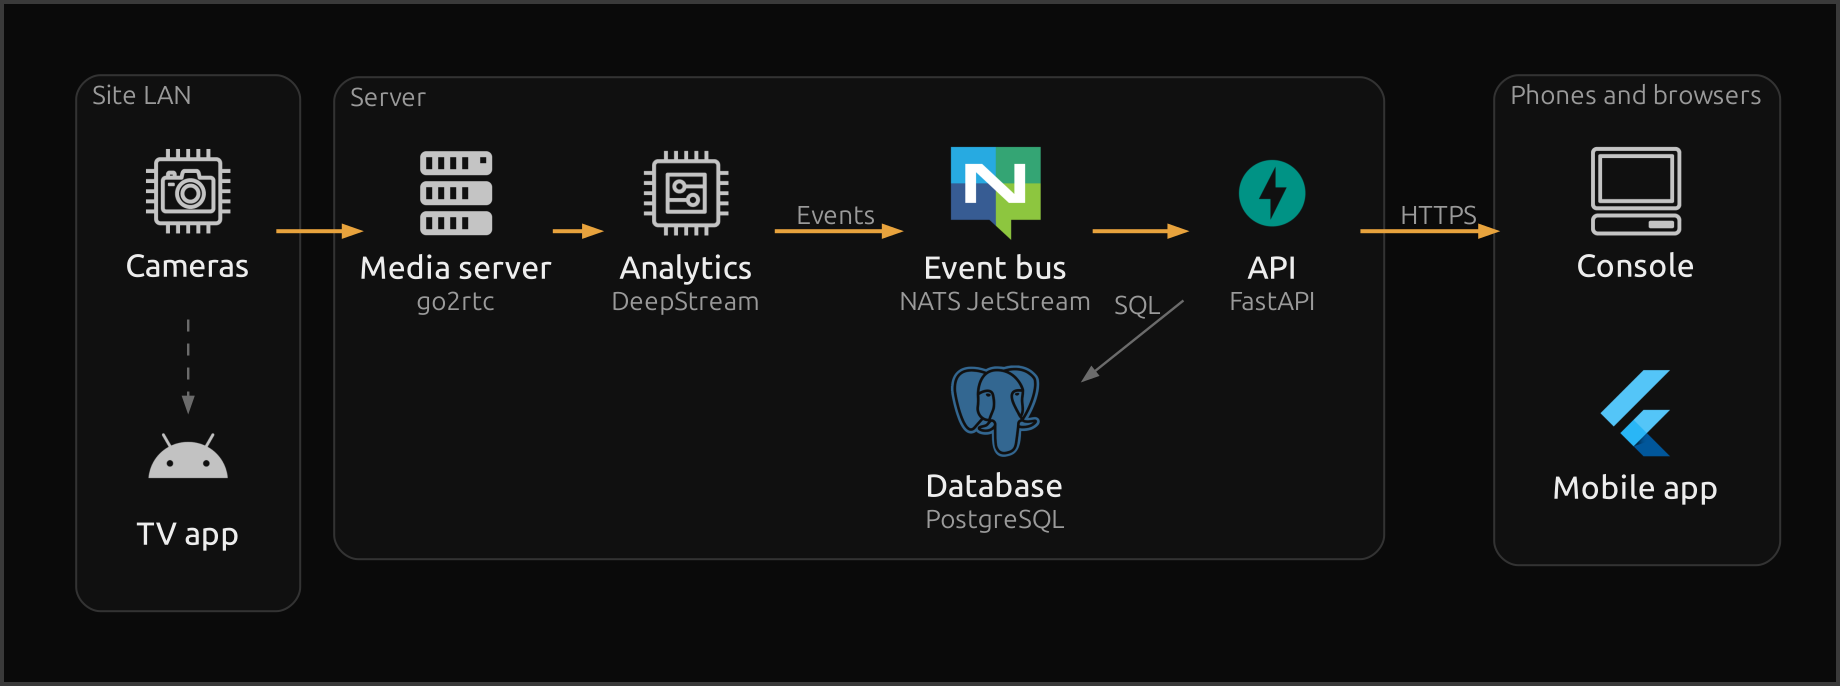 Site LAN
Server
Phones and browsers
Events
HTTPS
Cameras
Media server
go2rtc
Analytics
DeepStream
Event bus
NATS JetStream
API
FastAPI
Console
SQL
Database
PostgreSQL
TV app
Mobile app